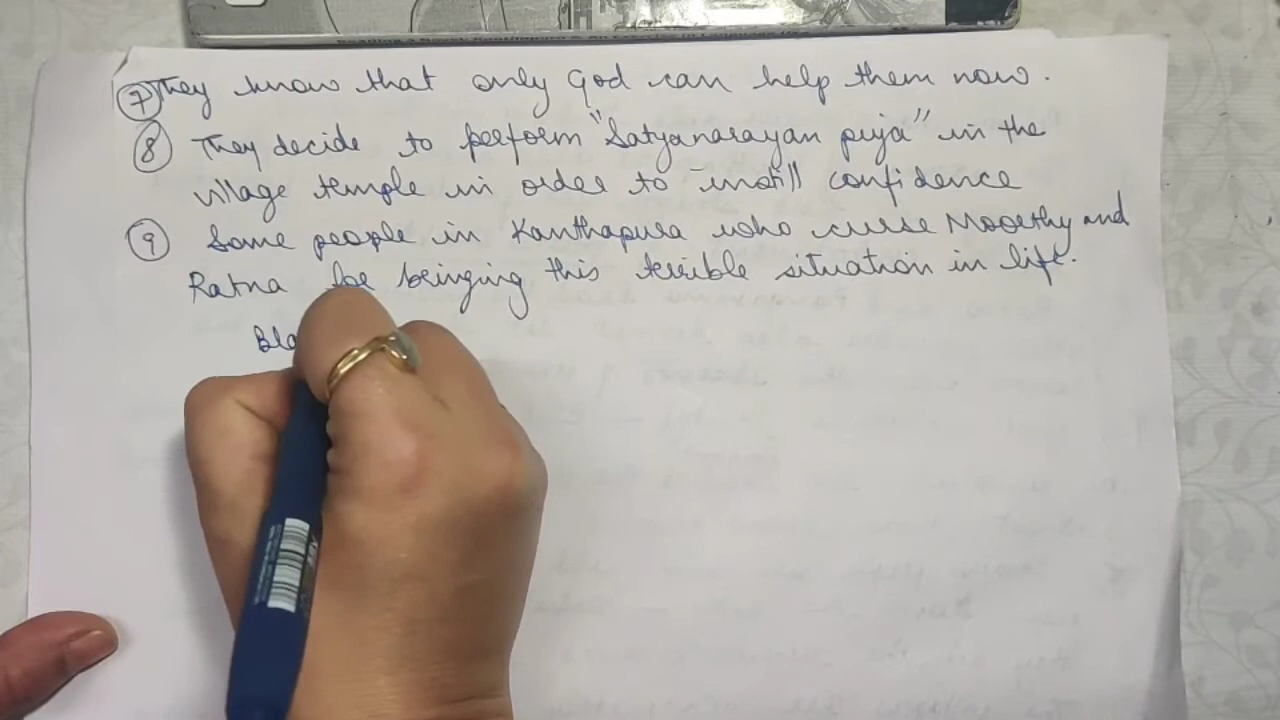 ⑦ They know that only God can help them now.
⑧ They decide to perform "Satyanarayan puja" in the
village temple in order to instill confidence
⑨ Some people in Kanthapura who curse Moorthy and
Ratna for bringing this terrible situation in life.
Bla